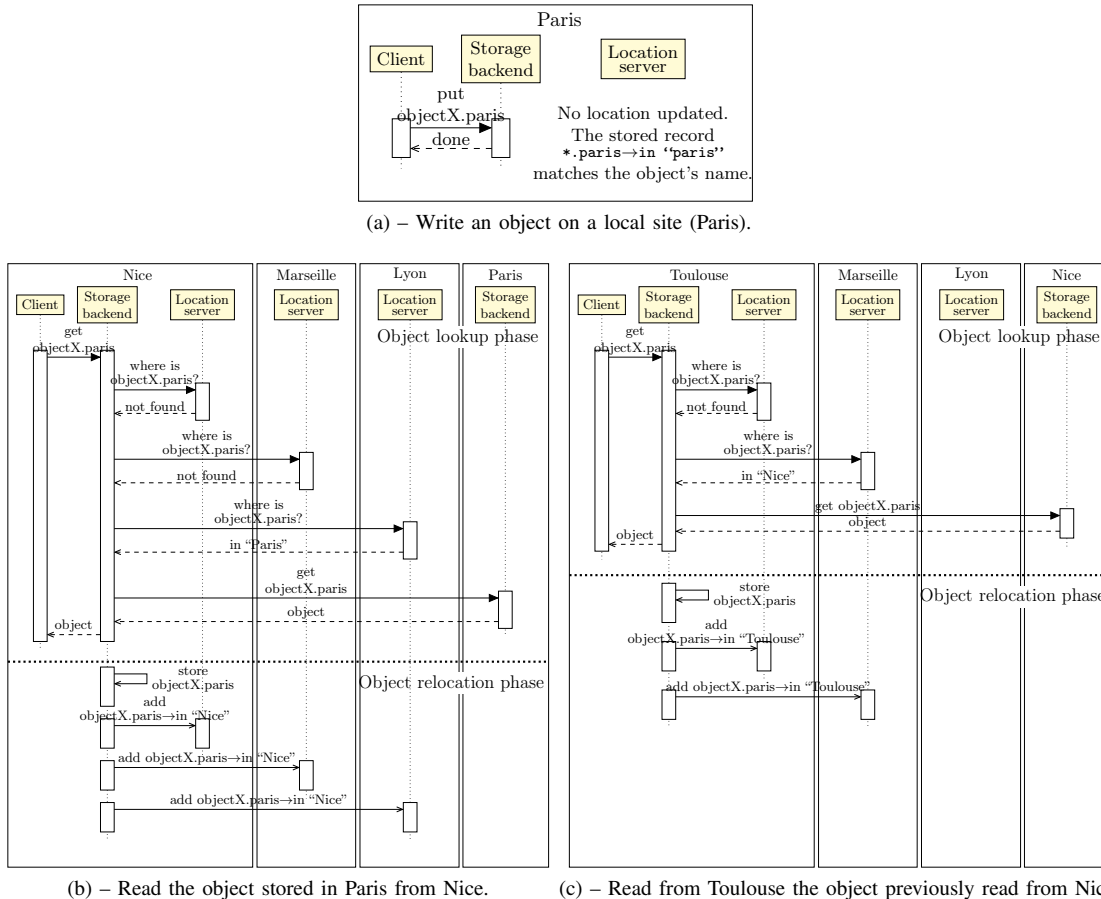 Paris
Client
Storage
backend
Location
server
put
objectX.paris
done
No location updated.
The stored record
*.paris→in “paris”
matches the object's name.
(a) – Write an object on a local site (Paris).
Nice
Marseille
Lyon
Paris
Client
Storage
backend
Location
server
Location
server
Location
server
Storage
backend
Object lookup phase
get
objectX.paris
where is
objectX.paris?
not found
where is
objectX.paris?
not found
where is
objectX.paris?
in “Paris”
get
objectX.paris
object
object
Object relocation phase
store
objectX.paris
add
objectX.paris→in “Nice”
add objectX.paris→in “Nice”
add objectX.paris→in “Nice”
(b) – Read the object stored in Paris from Nice.
Toulouse
Marseille
Lyon
Nice
Client
Storage
backend
Location
server
Location
server
Location
server
Storage
backend
Object lookup phase
get
objectX.paris
where is
objectX.paris?
not found
where is
objectX.paris?
in “Nice”
get objectX.paris
object
object
Object relocation phase
store
objectX.paris
add
objectX.paris→in “Toulouse”
add objectX.paris→in “Toulouse”
(c) – Read from Toulouse the object previously read from Nic